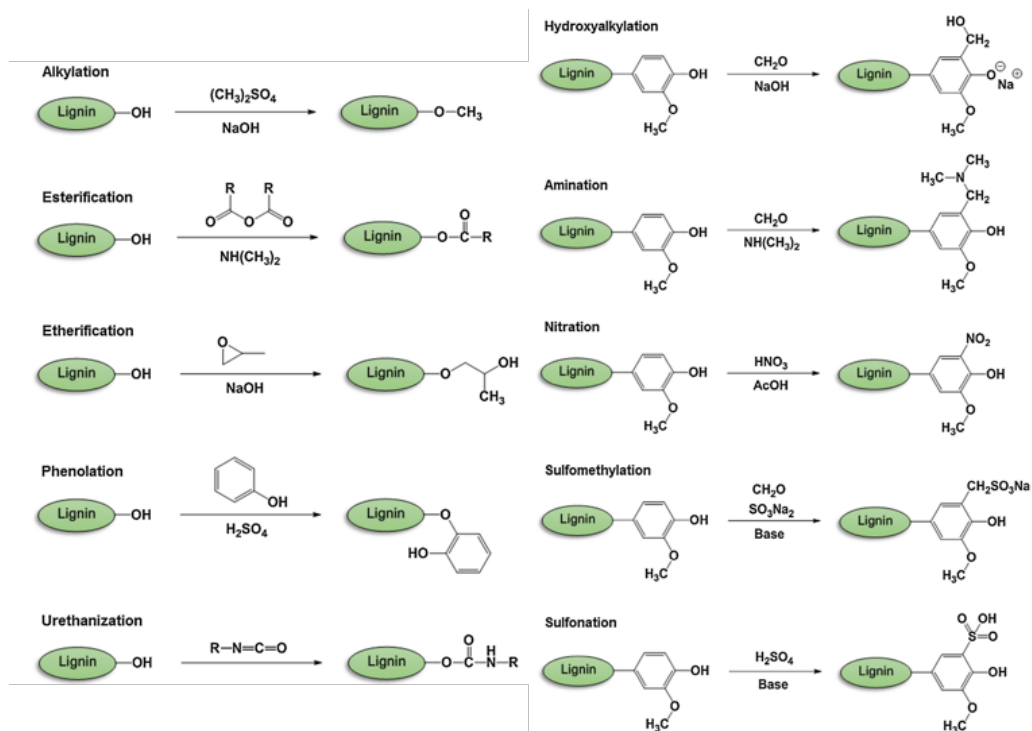 Alkylation
Lignin
OH
(CH3)2SO4
NaOH
Lignin
O—CH3
Esterification
Lignin
OH
R R
O O O
NH(CH3)2
Lignin
O
O—C—R
Etherification
Lignin
OH
O
NaOH
Lignin
O
OH
CH3
Phenolation
Lignin
OH
OH
H2SO4
Lignin
O
HO
Urethanization
Lignin
OH
R—N=C=O
Lignin
O H
O—C—N—R
Hydroxyalkylation
Lignin
OH
O
H3C
CH2O
NaOH
Lignin
HO
CH2
O⊖
Na⊕
O
H3C
Amination
Lignin
OH
O
H3C
CH2O
NH(CH3)2
Lignin
CH3
H3C—N
CH2
OH
O
H3C
Nitration
Lignin
OH
O
H3C
HNO3
AcOH
Lignin
NO2
OH
O
H3C
Sulfomethylation
Lignin
OH
O
H3C
CH2O
SO3Na2
Base
Lignin
CH2SO3Na
OH
O
H3C
Sulfonation
Lignin
OH
O
H3C
H2SO4
Base
Lignin
O OH
S
O
OH
O
H3C